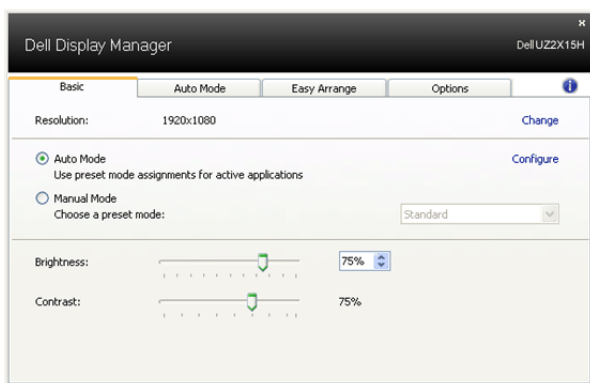 x
Dell Display Manager
Dell UZ2X15H
Basic
Auto Mode
Easy Arrange
Options
i
Resolution: 1920x1080 Change
Auto Mode Configure
Use preset mode assignments for active applications
Manual Mode
Choose a preset mode: Standard
Brightness: 75%
Contrast: 75%